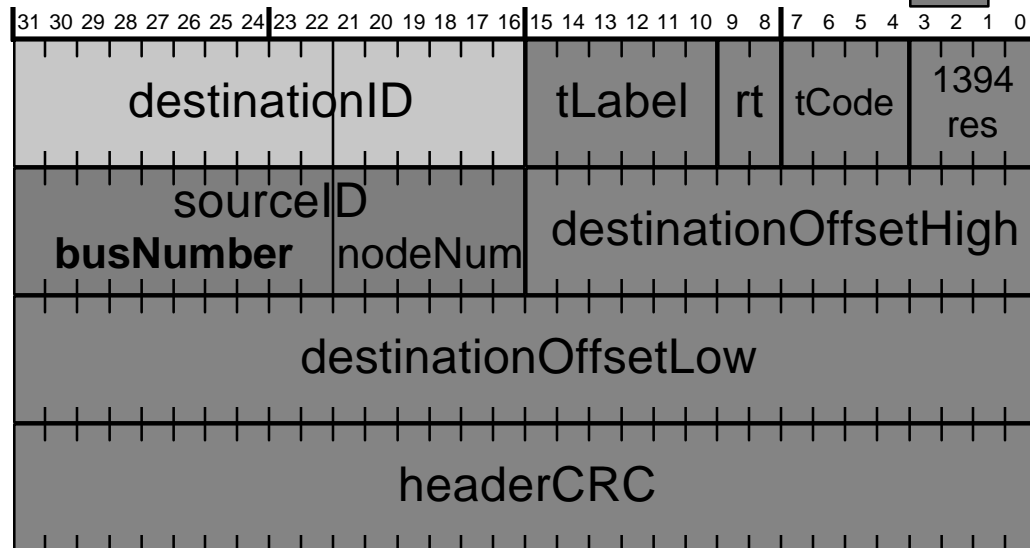 31 30 29 28 27 26 25 24 23 22 21 20 19 18 17 16 15 14 13 12 11 10 9 8 7 6 5 4 3 2 1 0
destinationID tLabel rt tCode 1394
res
sourceID destinationOffsetHigh
busNumber nodeNum
destinationOffsetLow
headerCRC